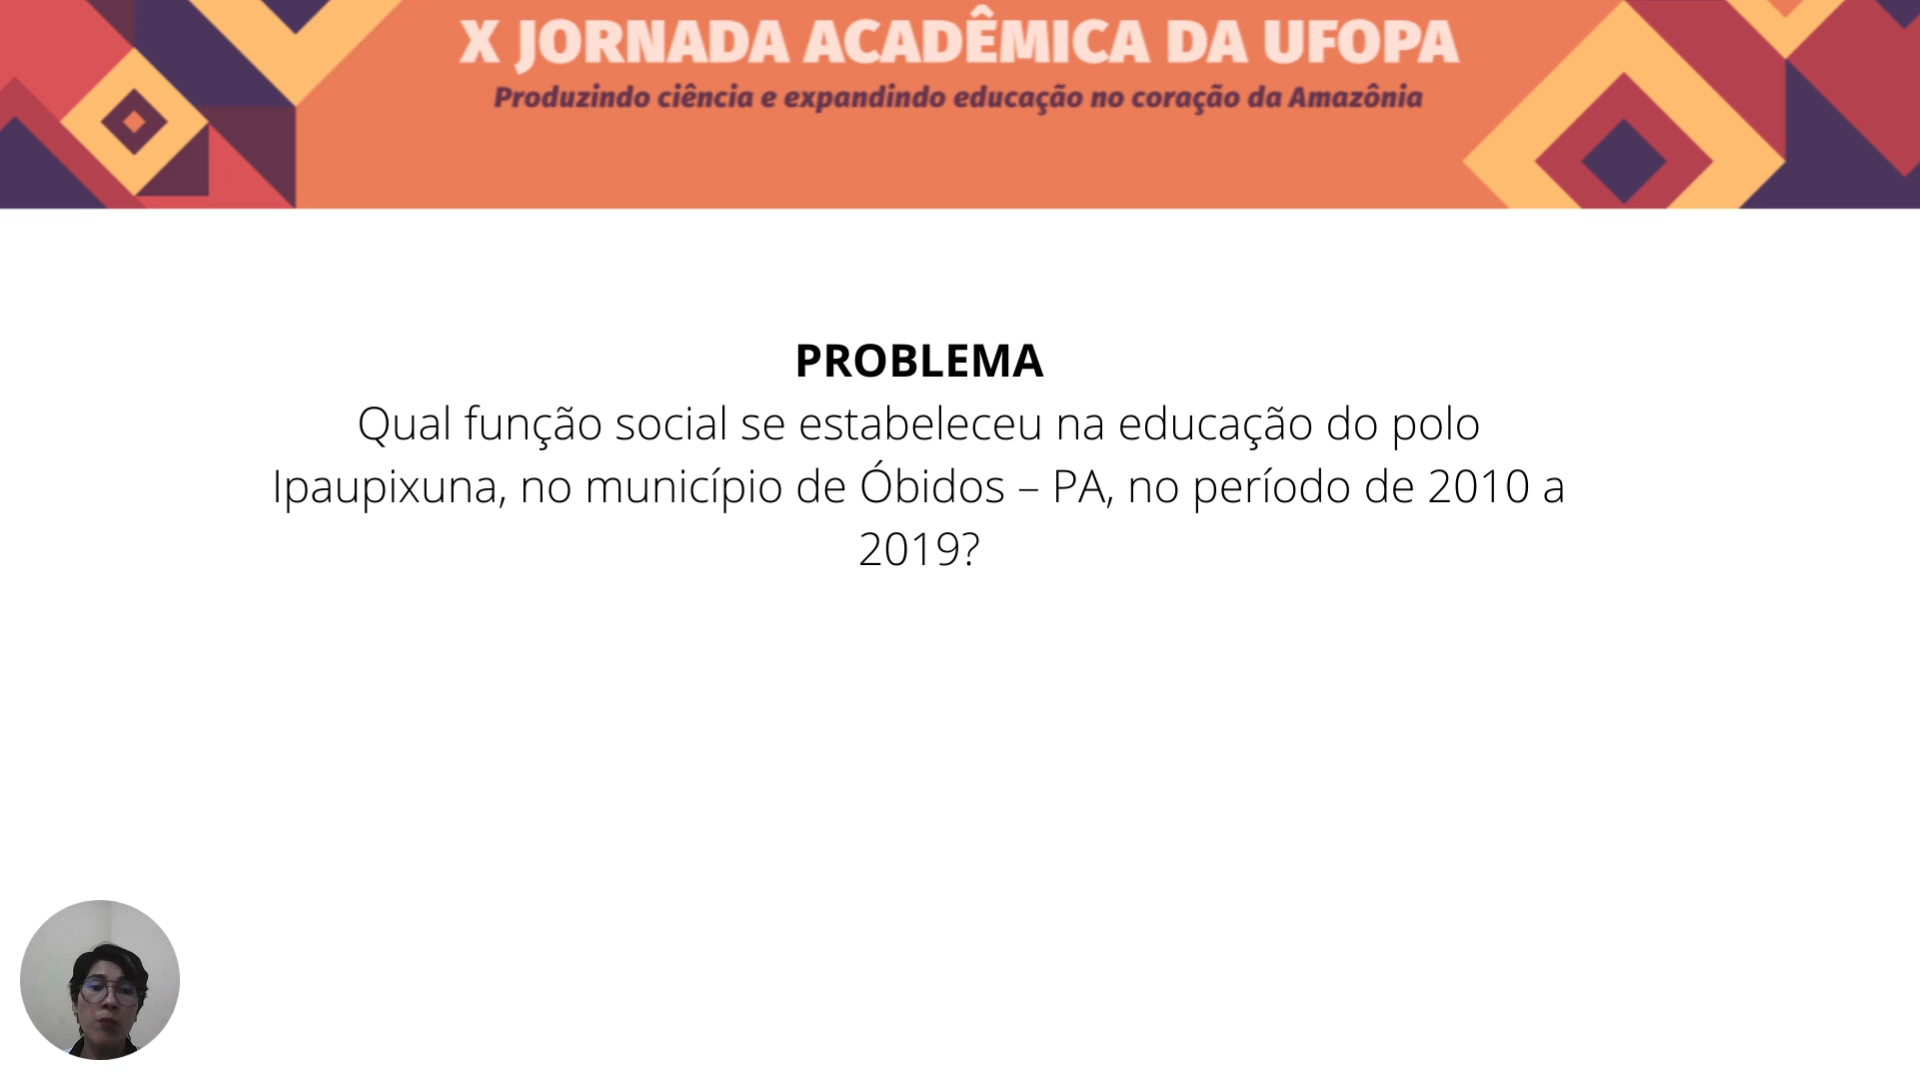 X JORNADA ACADÊMICA DA UFOPA
Produzindo ciência e expandindo educação no coração da Amazônia
PROBLEMA
Qual função social se estabeleceu na educação do polo
Ipaupixuna, no município de Óbidos – PA, no período de 2010 a
2019?